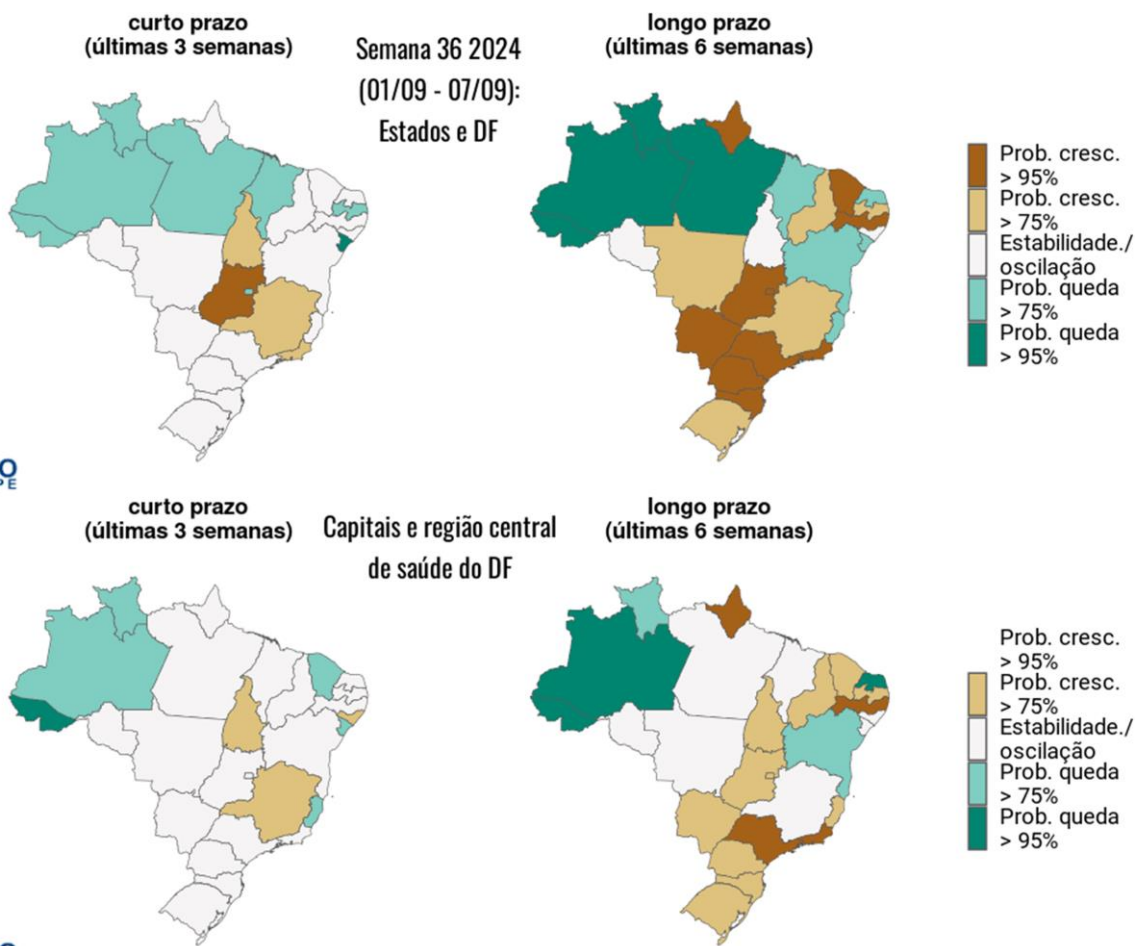 curto prazo
(últimas 3 semanas)
Semana 36 2024
(01/09 - 07/09):
Estados e DF
longo prazo
(últimas 6 semanas)
Prob. cresc.
> 95%
Prob. cresc.
> 75%
Estabilidade./
oscilação
Prob. queda
> 75%
Prob. queda
> 95%
curto prazo
(últimas 3 semanas)
Capitais e região central
de saúde do DF
longo prazo
(últimas 6 semanas)
Prob. cresc.
> 95%
Prob. cresc.
> 75%
Estabilidade./
oscilação
Prob. queda
> 75%
Prob. queda
> 95%